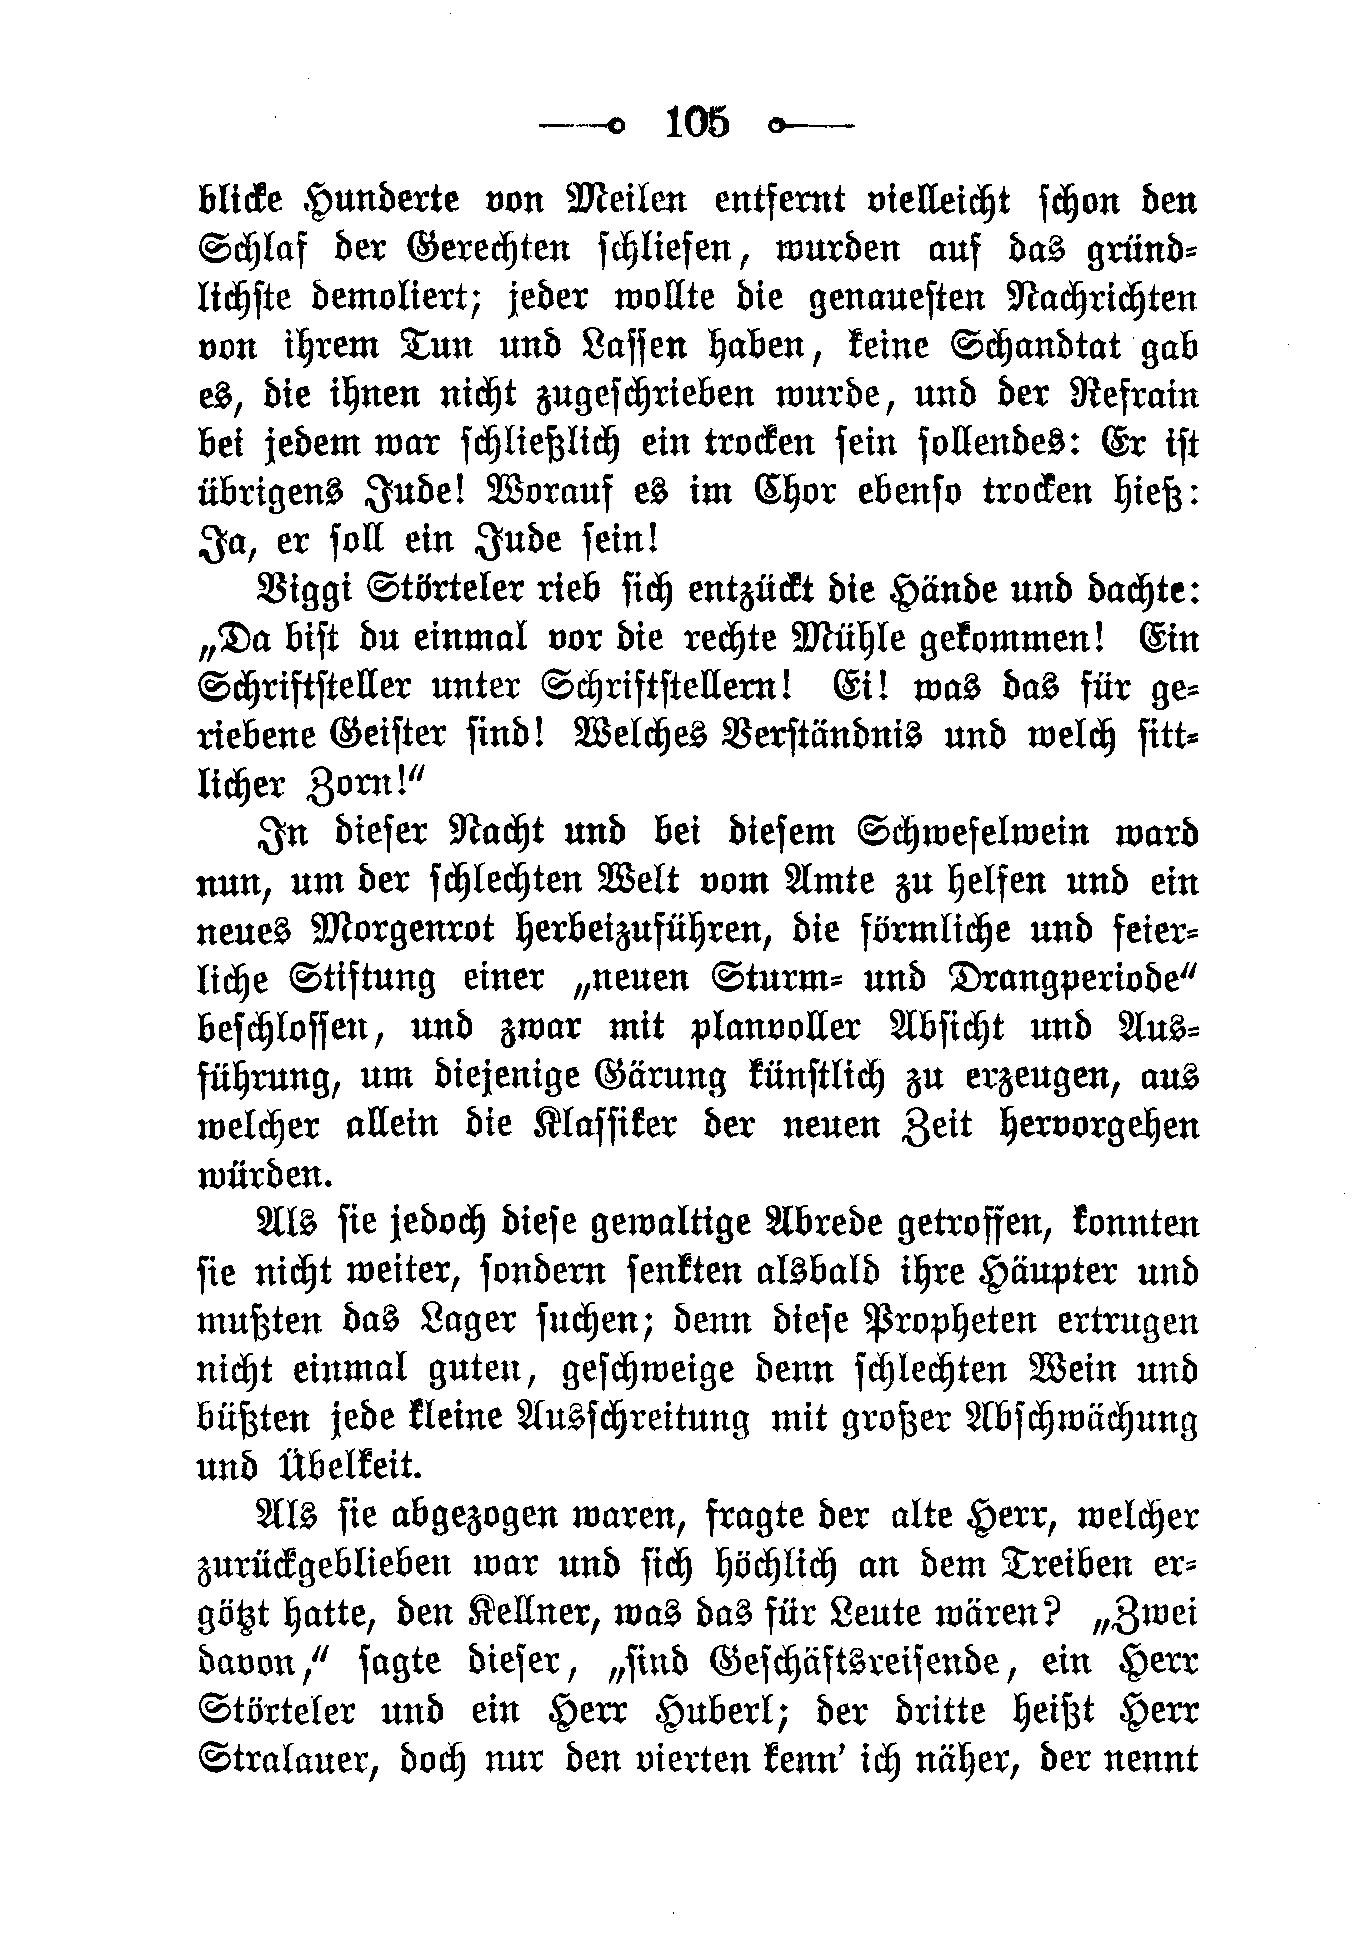 105
blicke Hunderte von Meilen entfernt vielleicht schon den
Schlaf der Gerechten schliefen, wurden auf das gründ-
lichste demoliert; jeder wollte die genauesten Nachrichten
von ihrem Tun und Lassen haben, keine Schandtat gab
es, die ihnen nicht zugeschrieben wurde, und der Refrain
bei jedem war schließlich ein trocken sein sollendes: Er ist
übrigens Jude! Worauf es im Chor ebenso trocken hieß:
Ja, er soll ein Jude sein!
Viggi Störteler rieb sich entzückt die Hände und dachte:
„Da bist du einmal vor die rechte Mühle gekommen! Ein
Schriftsteller unter Schriftstellern! Ei! was das für ge-
riebene Geister sind! Welches Verständnis und welch sitt-
licher Zorn!“
In dieser Nacht und bei diesem Schwefelwein ward
nun, um der schlechten Welt vom Amte zu helfen und ein
neues Morgenrot herbeizuführen, die förmliche und feier-
liche Stiftung einer „neuen Sturm- und Drangperiode“
beschlossen, und zwar mit planvoller Absicht und Aus-
führung, um diejenige Gärung künstlich zu erzeugen, aus
welcher allein die Klassiker der neuen Zeit hervorgehen
würden.
Als sie jedoch diese gewaltige Abrede getroffen, konnten
sie nicht weiter, sondern senkten alsbald ihre Häupter und
mußten das Lager suchen; denn diese Propheten ertrugen
nicht einmal guten, geschweige denn schlechten Wein und
büßten jede kleine Ausschreitung mit großer Abschwächung
und Übelkeit.
Als sie abgezogen waren, fragte der alte Herr, welcher
zurückgeblieben war und sich höchlich an dem Treiben er-
götzt hatte, den Kellner, was das für Leute wären? „Zwei
davon,“ sagte dieser, „sind Geschäftsreisende, ein Herr
Störteler und ein Herr Huberl; der dritte heißt Herr
Stralauer, doch nur den vierten kenn’ ich näher, der nennt